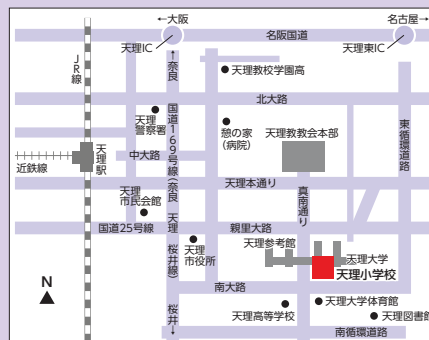 ←大阪
名古屋→
天理IC
名阪国道
天理東IC
JR線
←奈良
天理教校学園高
北大路
天理
警察署
国道169号線(奈良 天理 桜井線)
憩の家
(病院)
天理教教会本部
東循環道路
天理駅
中大路
近鉄線
天理本通り
天理
市民会館
真南通り
国道25号線
親里大路
天理
市役所
天理参考館
天理大学
天理小学校
N
南大路
天理大学体育館
桜井→
天理高等学校
天理図書館
南循環道路